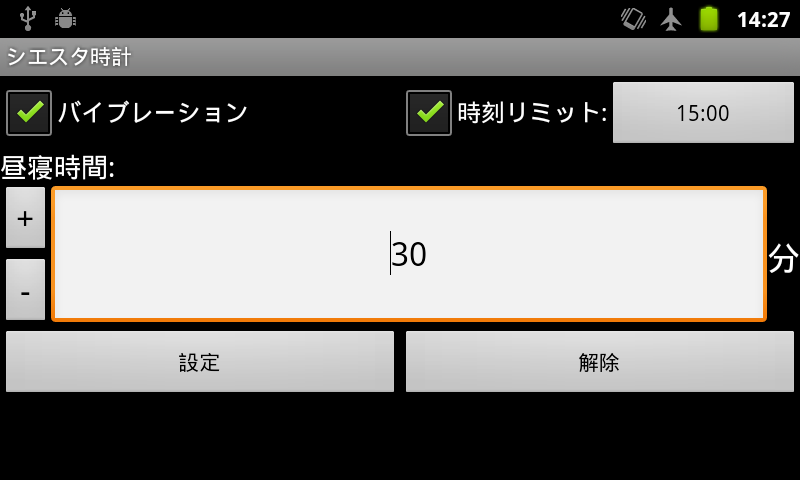 14:27
シエスタ時計
バイブレーション 時刻リミット: 15:00
昼寝時間:
+
30 分
-
設定 解除